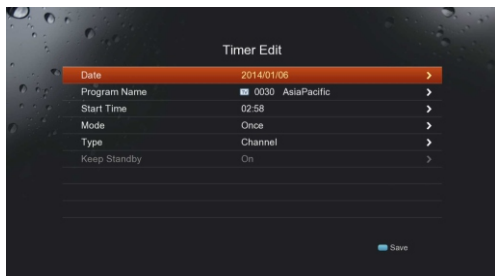 Timer Edit
Date 2014/01/06
Program Name TV 0030 AsiaPacific
Start Time 02:58
Mode Once
Type Channel
Keep Standby On
Save